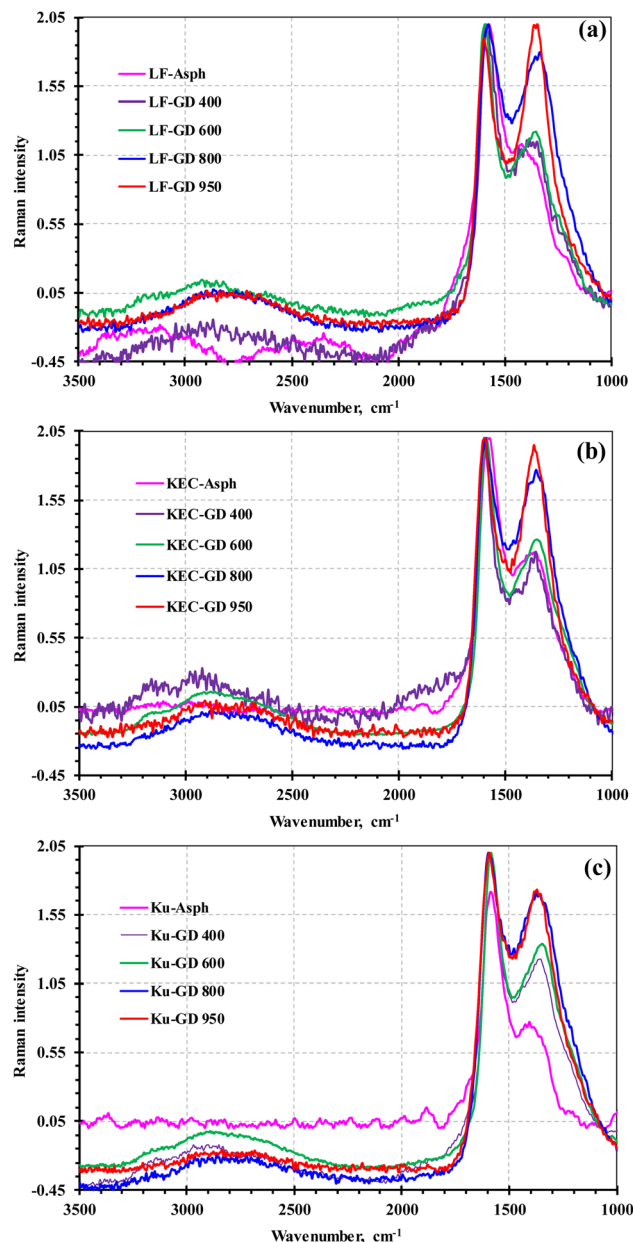 (a)
2.05
1.55
1.05
0.55
0.05
-0.45
Raman intensity
LF-Asph
LF-GD 400
LF-GD 600
LF-GD 800
LF-GD 950
3500 3000 2500 2000 1500 1000
Wavenumber, cm-1
(b)
2.05
1.55
1.05
0.55
0.05
-0.45
Raman intensity
KEC-Asph
KEC-GD 400
KEC-GD 600
KEC-GD 800
KEC-GD 950
3500 3000 2500 2000 1500 1000
Wavenumber, cm-1
(c)
2.05
1.55
1.05
0.55
0.05
-0.45
Raman intensity
Ku-Asph
Ku-GD 400
Ku-GD 600
Ku-GD 800
Ku-GD 950
3500 3000 2500 2000 1500 1000
Wavenumber, cm-1